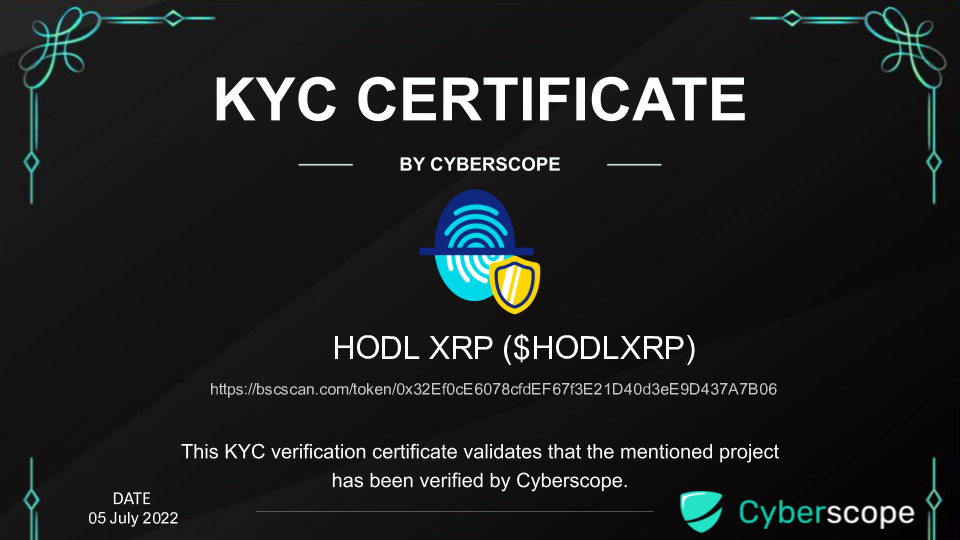 KYC CERTIFICATE
BY CYBERSCOPE
HODL XRP ($HODLXRP)
https://bscscan.com/token/0x32Ef0cE6078cfdEF67f3E21D40d3eE9D437A7B06
This KYC verification certificate validates that the mentioned project
has been verified by Cyberscope.
DATE
05 July 2022
Cyberscope